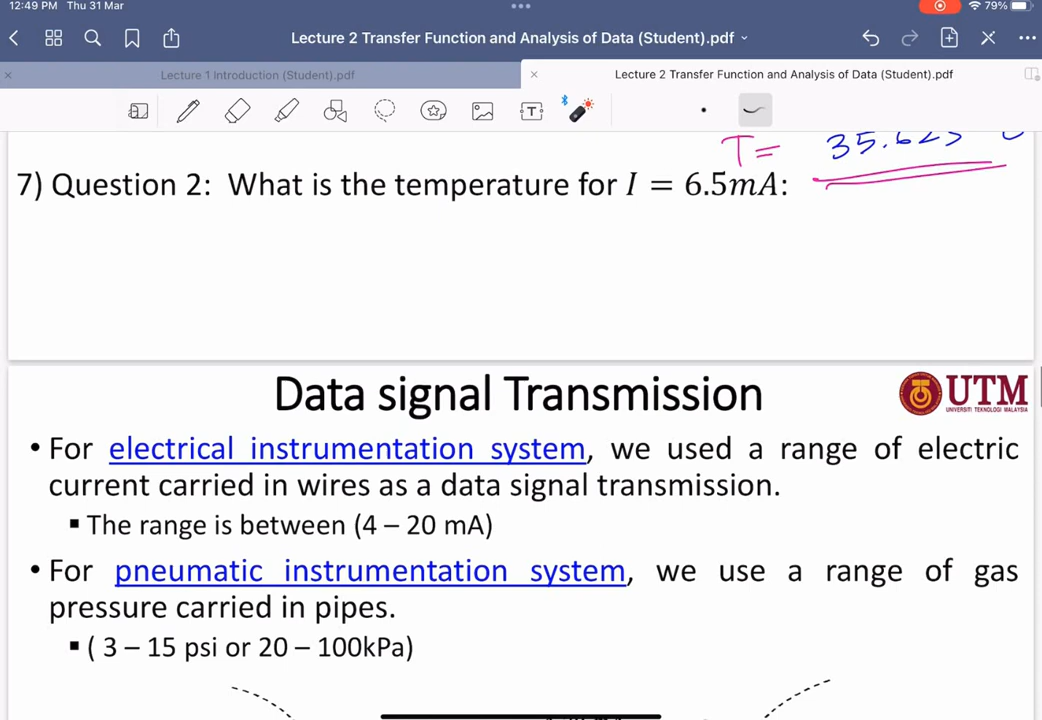 12:49 PM Thu 31 Mar
79%
Lecture 2 Transfer Function and Analysis of Data (Student).pdf
Lecture 1 Introduction (Student).pdf
Lecture 2 Transfer Function and Analysis of Data (Student).pdf
T = 35.625
7) Question 2: What is the temperature for I = 6.5mA:
Data signal Transmission
UTM
UNIVERSITI TEKNOLOGI MALAYSIA
• For electrical instrumentation system, we used a range of electric
current carried in wires as a data signal transmission.
▪ The range is between (4 – 20 mA)
• For pneumatic instrumentation system, we use a range of gas
pressure carried in pipes.
▪ ( 3 – 15 psi or 20 – 100kPa)